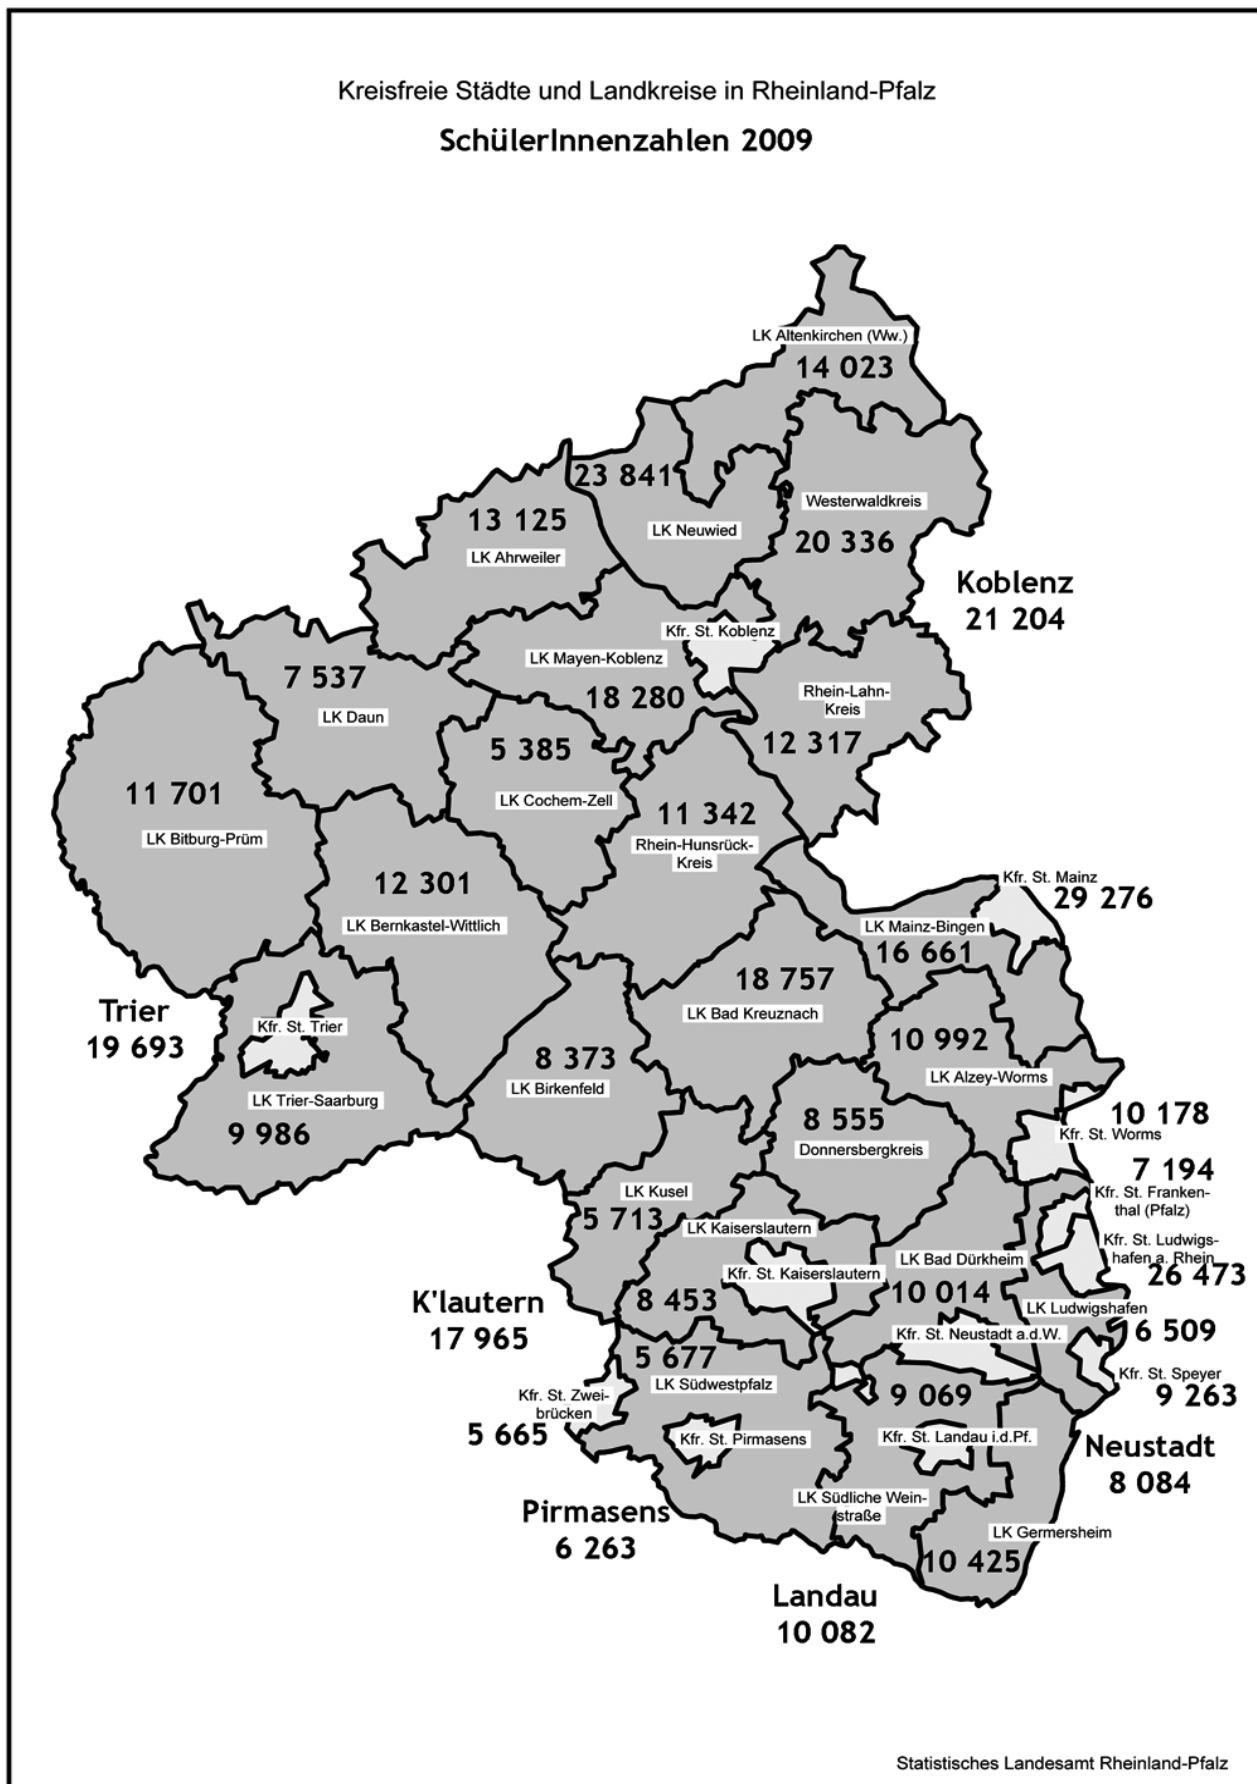 Kreisfreie Städte und Landkreise in Rheinland-Pfalz
SchülerInnenzahlen 2009
LK Altenkirchen (Ww.)
14 023
23 841
LK Neuwied
Westerwaldkreis
20 336
13 125
LK Ahrweiler
Koblenz
21 204
Kfr. St. Koblenz
LK Mayen-Koblenz
18 280
7 537
LK Daun
Rhein-Lahn-
Kreis
12 317
5 385
LK Cochem-Zell
11 701
LK Bitburg-Prüm
11 342
Rhein-Hunsrück-
Kreis
12 301
LK Bernkastel-Wittlich
Kfr. St. Mainz
29 276
LK Mainz-Bingen
16 661
18 757
LK Bad Kreuznach
Trier
19 693
Kfr. St. Trier
10 992
LK Alzey-Worms
8 373
LK Birkenfeld
LK Trier-Saarburg
9 986
8 555
Donnersbergkreis
10 178
Kfr. St. Worms
7 194
Kfr. St. Franken-
thal (Pfalz)
LK Kusel
5 713
LK Kaiserslautern
Kfr. St. Ludwigs-
hafen a. Rhein
26 473
Kfr. St. Kaiserslautern
8 453
LK Bad Dürkheim
10 014
K'lautern
17 965
LK Ludwigshafen
6 509
Kfr. St. Neustadt a.d.W.
5 677
LK Südwestpfalz
Kfr. St. Speyer
9 263
Kfr. St. Zwei-
brücken
5 665
9 069
Kfr. St. Pirmasens
Kfr. St. Landau i.d.Pf.
Neustadt
8 084
LK Südliche Wein-
straße
Pirmasens
6 263
LK Germersheim
10 425
Landau
10 082
Statistisches Landesamt Rheinland-Pfalz